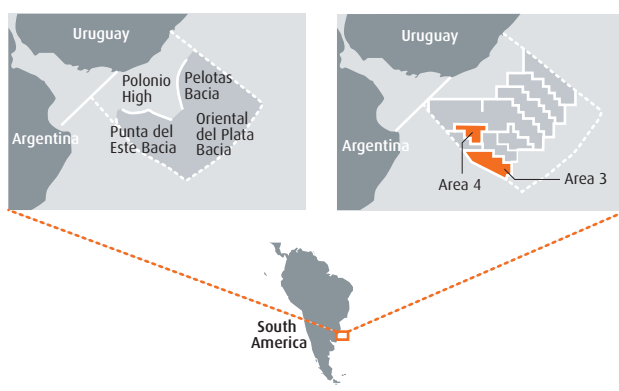 Uruguay
Polonio
High
Pelotas
Bacia
Oriental
del Plata
Bacia
Punta del
Este Bacia
Argentina
Uruguay
Argentina
Area 4
Area 3
South
America